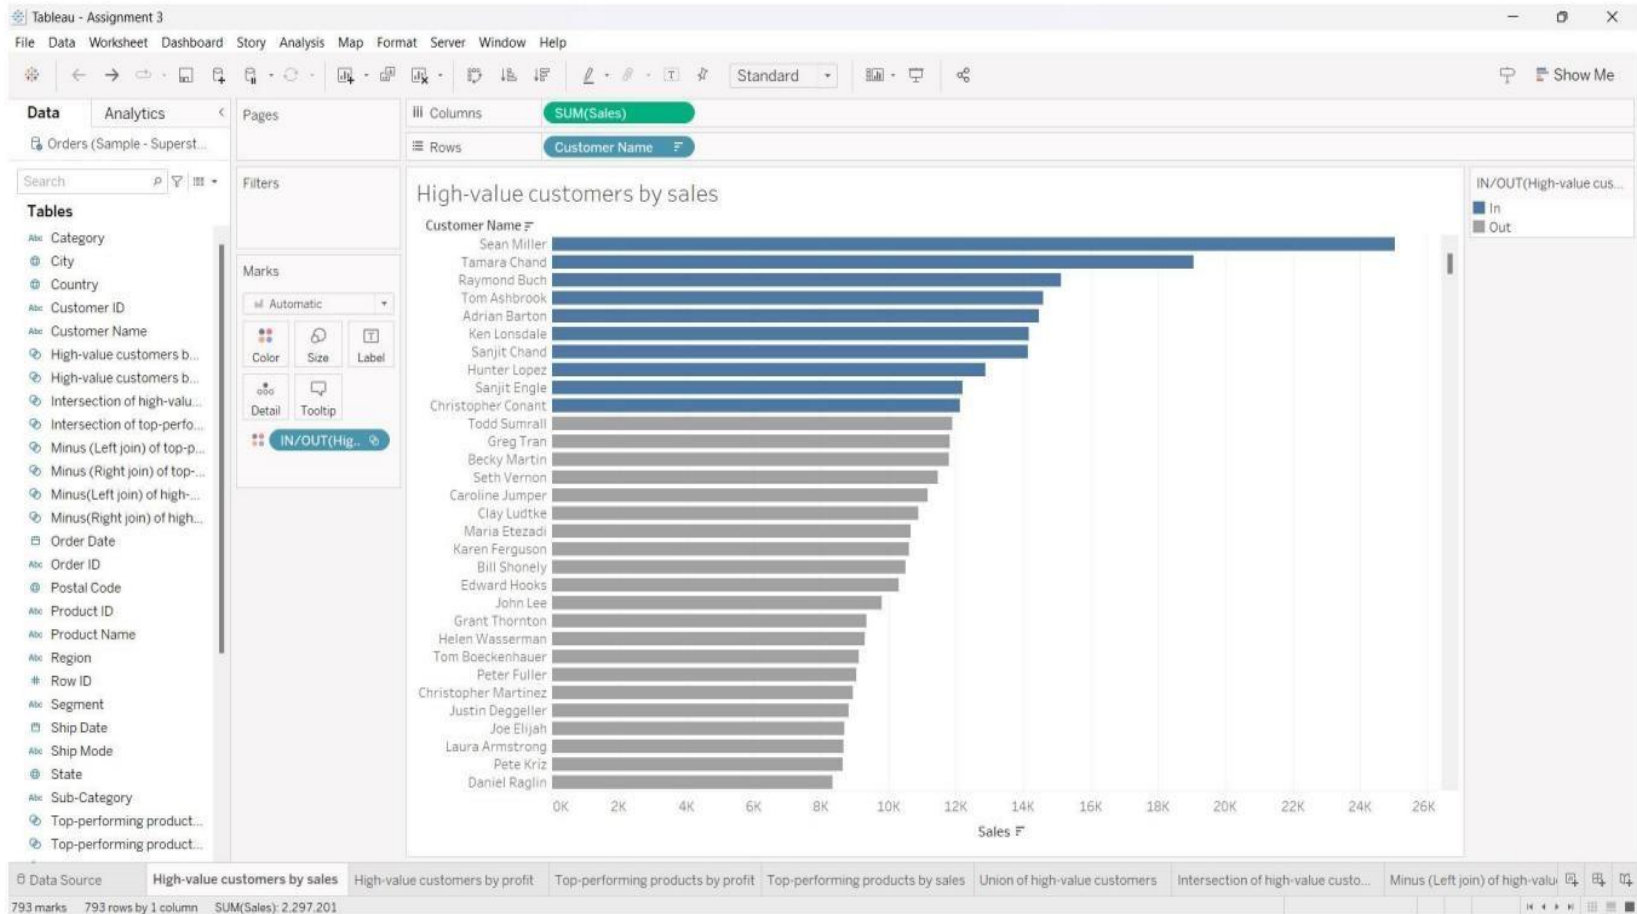 Tableau - Assignment 3
File Data Worksheet Dashboard Story Analysis Map Format Server Window Help
Standard
Show Me
Data Analytics
Orders (Sample - Superst...
Search
Tables
Abc Category
City
Country
Abc Customer ID
Abc Customer Name
High-value customers b...
High-value customers b...
Intersection of high-valu...
Intersection of top-perfo...
Minus (Left join) of top-p...
Minus (Right join) of top-...
Minus(Left join) of high-...
Minus(Right join) of high...
Order Date
Abc Order ID
Postal Code
Abc Product ID
Abc Product Name
Abc Region
# Row ID
Abc Segment
Ship Date
Abc Ship Mode
State
Abc Sub-Category
Top-performing product...
Top-performing product...
Pages
Filters
Marks
Automatic
Color Size Label
Detail Tooltip
IN/OUT(Hig..
Columns SUM(Sales)
Rows Customer Name
High-value customers by sales
Customer Name
Sean Miller
Tamara Chand
Raymond Buch
Tom Ashbrook
Adrian Barton
Ken Lonsdale
Sanjit Chand
Hunter Lopez
Sanjit Engle
Christopher Conant
Todd Sumrall
Greg Tran
Becky Martin
Seth Vernon
Caroline Jumper
Clay Ludtke
Maria Etezadi
Karen Ferguson
Bill Shonely
Edward Hooks
John Lee
Grant Thornton
Helen Wasserman
Tom Boeckenhauer
Peter Fuller
Christopher Martinez
Justin Deggeller
Joe Elijah
Laura Armstrong
Pete Kriz
Daniel Raglin
0K 2K 4K 6K 8K 10K 12K 14K 16K 18K 20K 22K 24K 26K
Sales
IN/OUT(High-value cus...
In
Out
Data Source High-value customers by sales High-value customers by profit Top-performing products by profit Top-performing products by sales Union of high-value customers Intersection of high-value custo... Minus (Left join) of high-valu
793 marks 793 rows by 1 column SUM(Sales): 2,297,201